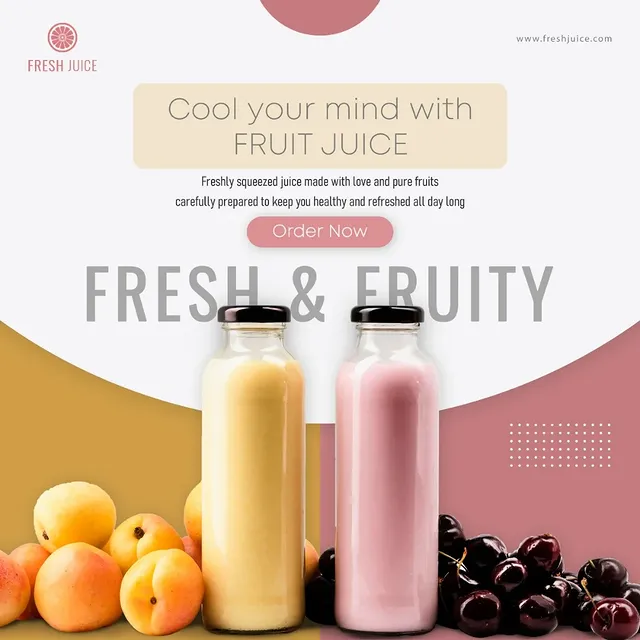 FRESH JUICE
www.freshjuice.com
Cool your mind with
FRUIT JUICE
Freshly squeezed juice made with love and pure fruits
carefully prepared to keep you healthy and refreshed all day long
Order Now
FRESH & FRUITY